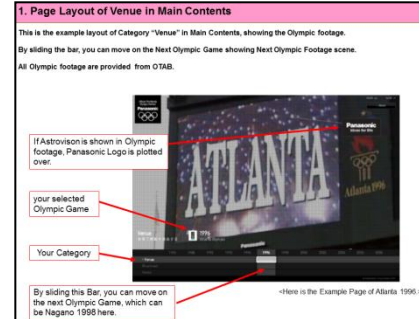 1. Page Layout of Venue in Main Contents
This is the example layout of Category "Venue" in Main Contents, showing the Olympic footage.
By sliding the bar, you can move on the Next Olympic Game showing Next Olympic Footage scene.
All Olympic footage are provided from OTAB.
Panasonic
Panasonic
If Astrovison is shown in Olympic
footage, Panasonic Logo is plotted
over.
ATLANTA
Atlanta 1996
your selected
Olympic Game
Venue
1996
Panasonic
1996
Your Category
Venue
By sliding this Bar, you can move on
the next Olympic Game, which can
be Nagano 1998 here.
<Here is the Example Page of Atlanta 1996.>